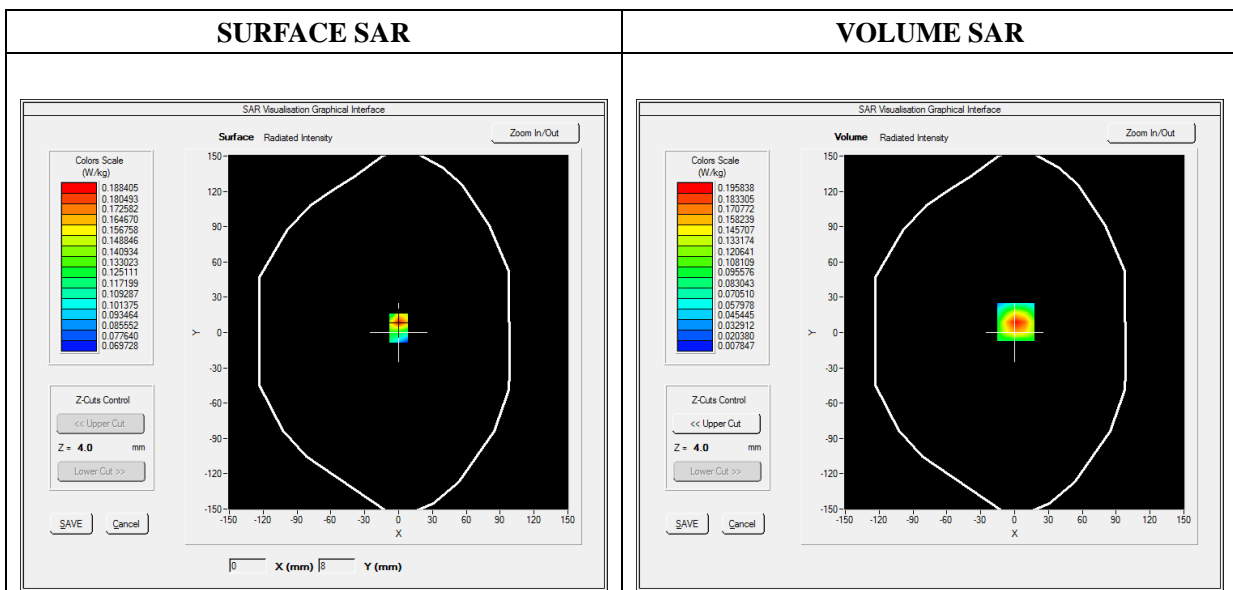 SURFACE SAR
SAR Visualisation Graphical Interface
Surface Radiated Intensity
Zoom In/Out
Colors Scale
(W/kg)
0.188405
0.180493
0.172582
0.164670
0.156758
0.148846
0.140934
0.133023
0.125111
0.117199
0.109287
0.101375
0.093464
0.085552
0.077640
0.069728
Z-Cuts Control
<< Upper Cut
Z = 4.0 mm
Lower Cut >>
SAVE Cancel
150
120
90
60
30
0
-30
-60
-90
-120
-150
Y
-150 -120 -90 -60 -30 0 30 60 90 120 150
X
0 X (mm) 8 Y (mm)
VOLUME SAR
SAR Visualisation Graphical Interface
Volume Radiated Intensity
Zoom In/Out
Colors Scale
(W/kg)
0.195838
0.183305
0.170772
0.158239
0.145707
0.133174
0.120641
0.108109
0.095576
0.083043
0.070510
0.057978
0.045445
0.032912
0.020380
0.007847
Z-Cuts Control
<< Upper Cut
Z = 4.0 mm
Lower Cut >>
SAVE Cancel
150
120
90
60
30
0
-30
-60
-90
-120
-150
Y
-150 -120 -90 -60 -30 0 30 60 90 120 150
X